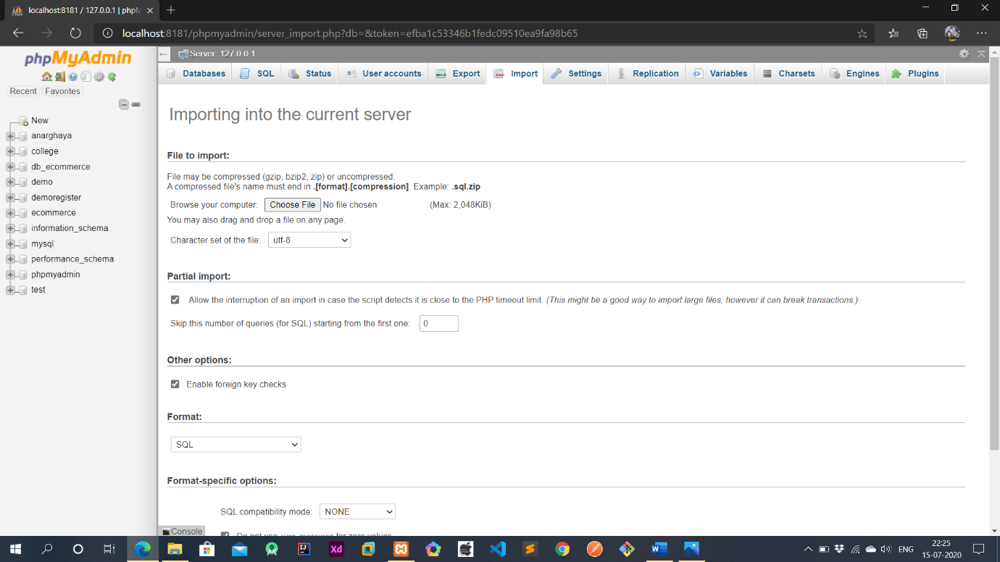 localhost:8181 / 127.0.0.1 | phpM
localhost:8181/phpmyadmin/server_import.php?db=&token=efba1c53346b1fedc09510ea9fa98b65
phpMyAdmin
Recent Favorites
New
anarghaya
college
db_ecommerce
demo
demoregister
ecommerce
information_schema
mysql
performance_schema
phpmyadmin
test
Server: 127.0.0.1
Databases SQL Status User accounts Export Import Settings Replication Variables Charsets Engines Plugins
Importing into the current server
File to import:
File may be compressed (gzip, bzip2, zip) or uncompressed.
A compressed file's name must end in .[format].[compression]. Example: .sql.zip
Browse your computer: Choose File No file chosen (Max: 2,048KiB)
You may also drag and drop a file on any page.
Character set of the file: utf-8
Partial import:
Allow the interruption of an import in case the script detects it is close to the PHP timeout limit. (This might be a good way to import large files, however it can break transactions.)
Skip this number of queries (for SQL) starting from the first one: 0
Other options:
Enable foreign key checks
Format:
SQL
Format-specific options:
SQL compatibility mode: NONE
Console
Do not use AUTO_INCREMENT for zero values
Xd
ENG
22:25
15-07-2020